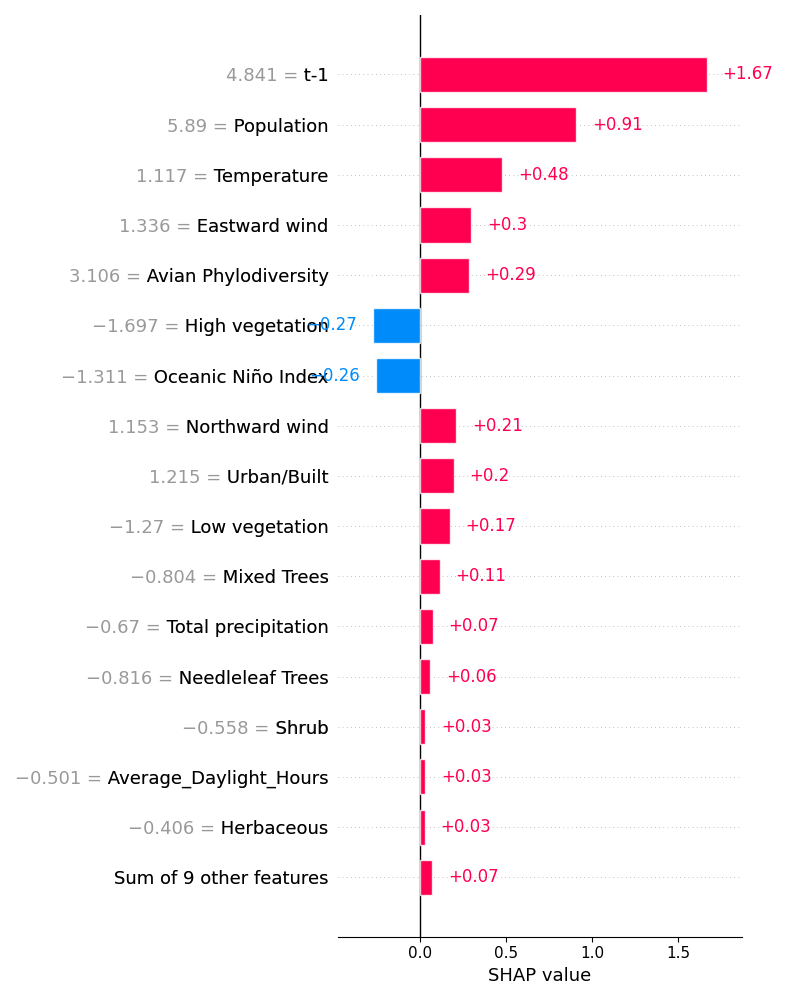 4.841 = t-1 +1.67
5.89 = Population +0.91
1.117 = Temperature +0.48
1.336 = Eastward wind +0.3
3.106 = Avian Phylodiversity +0.29
−1.697 = High vegetation −0.27
−1.311 = Oceanic Niño Index −0.26
1.153 = Northward wind +0.21
1.215 = Urban/Built +0.2
−1.27 = Low vegetation +0.17
−0.804 = Mixed Trees +0.11
−0.67 = Total precipitation +0.07
−0.816 = Needleleaf Trees +0.06
−0.558 = Shrub +0.03
−0.501 = Average_Daylight_Hours +0.03
−0.406 = Herbaceous +0.03
Sum of 9 other features +0.07
0.0 0.5 1.0 1.5
SHAP value